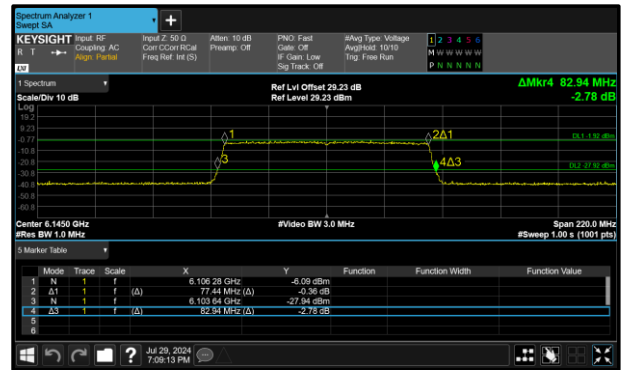 Spectrum Analyzer 1
Swept SA
+
KEYSIGHT Input: RF Input Z: 50 Ω Atten: 10 dB PNO: Fast #Avg Type: Voltage 1 2 3 4 5 6
R T Coupling: AC Corr CCorr RCal Preamp: Off Gate: Off Avg|Hold: 10/10 M W W W W W
Align: Partial Freq Ref: Int (S) IF Gain: Low Trig: Free Run P N N N N N
LXI Sig Track: Off
1 Spectrum Ref Lvl Offset 29.23 dB ΔMkr4 82.94 MHz
Scale/Div 10 dB Ref Level 29.23 dBm -2.78 dB
Log
19.2
9.23
-0.77
-10.8
-20.8
-30.8
-40.8
-50.8
-60.8
1 2Δ1 DL1 -1.92 dBm
3 4Δ3 DL2 -27.92 dBm
Center 6.1450 GHz #Video BW 3.0 MHz Span 220.0 MHz
#Res BW 1.0 MHz #Sweep 1.00 s (1001 pts)
5 Marker Table
Mode Trace Scale X Y Function Function Width Function Value
1 N 1 f 6.106 28 GHz -6.09 dBm
2 Δ1 1 f (Δ) 77.44 MHz (Δ) -0.36 dB
3 N 1 f 6.103 64 GHz -27.94 dBm
4 Δ3 1 f (Δ) 82.94 MHz (Δ) -2.78 dB
5
6
? Jul 29, 2024
7:09:13 PM